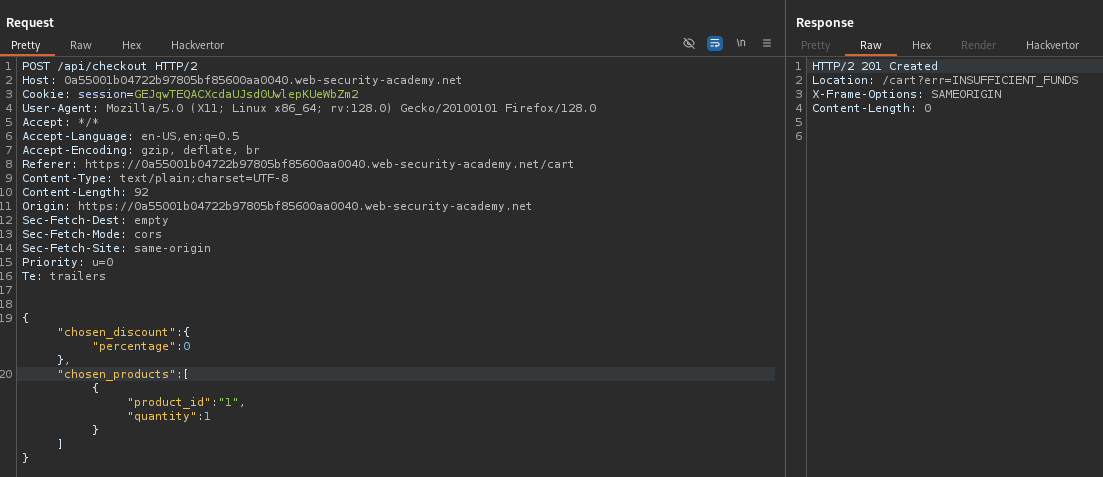 Request
Pretty Raw Hex Hackvertor
\n
1 POST /api/checkout HTTP/2
2 Host: 0a55001b04722b97805bf85600aa0040.web-security-academy.net
3 Cookie: session=GEJqwTEQACXcdaUJsdOUwlepKUeWbZm2
4 User-Agent: Mozilla/5.0 (X11; Linux x86_64; rv:128.0) Gecko/20100101 Firefox/128.0
5 Accept: */*
6 Accept-Language: en-US,en;q=0.5
7 Accept-Encoding: gzip, deflate, br
8 Referer: https://0a55001b04722b97805bf85600aa0040.web-security-academy.net/cart
9 Content-Type: text/plain;charset=UTF-8
10 Content-Length: 92
11 Origin: https://0a55001b04722b97805bf85600aa0040.web-security-academy.net
12 Sec-Fetch-Dest: empty
13 Sec-Fetch-Mode: cors
14 Sec-Fetch-Site: same-origin
15 Priority: u=0
16 Te: trailers
17
18
19 {
"chosen_discount":{
"percentage":0
},
20 "chosen_products":[
{
"product_id":"1",
"quantity":1
}
]
}
Response
Pretty Raw Hex Render Hackvertor
1 HTTP/2 201 Created
2 Location: /cart?err=INSUFFICIENT_FUNDS
3 X-Frame-Options: SAMEORIGIN
4 Content-Length: 0
5
6